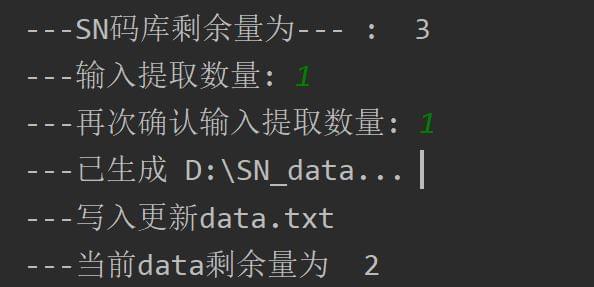 ---SN码库剩余量为--- :  3
---输入提取数量: 1
---再次确认输入提取数量: 1
---已生成 D:\SN_data...
---写入更新data.txt
---当前data剩余量为  2